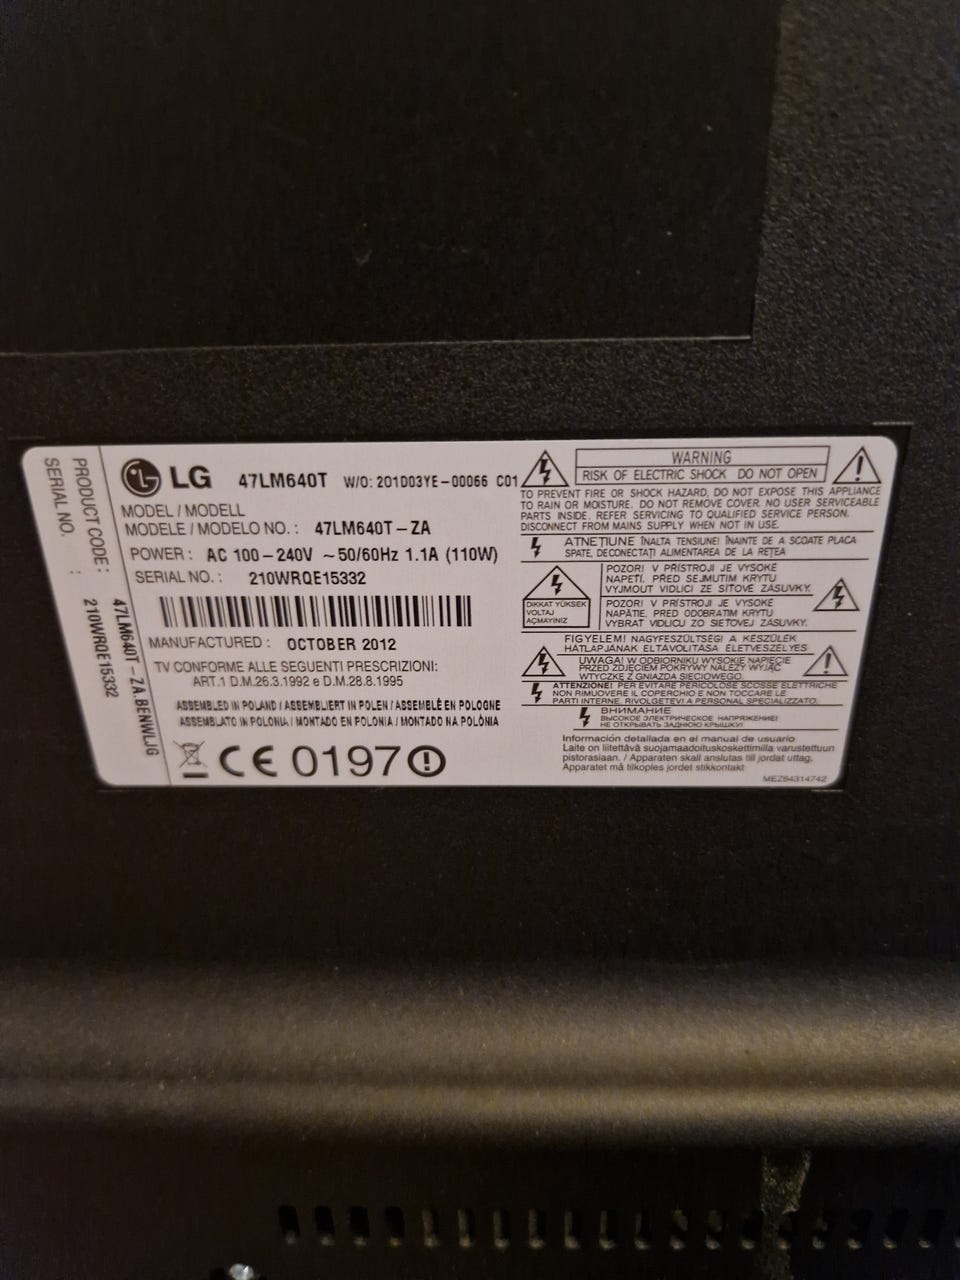 PRODUCT CODE : 47LM640T-ZA.BENWLJG
SERIAL NO. : 210WRQE15332
LG 47LM640T W/O: 201D03YE-00066 C01
MODEL / MODELL
MODELE / MODELO NO. : 47LM640T-ZA
POWER : AC 100-240V ~50/60Hz 1.1A (110W)
SERIAL NO. : 210WRQE15332
MANUFACTURED : OCTOBER 2012
TV CONFORME ALLE SEGUENTI PRESCRIZIONI:
ART.1 D.M.26.3.1992 e D.M.28.8.1995
ASSEMBLED IN POLAND / ASSEMBLIERT IN POLEN / ASSEMBLÉ EN POLOGNE
ASSEMBLATO IN POLONIA / MONTADO EN POLONIA / MONTADO NA POLÓNIA
CE 0197
WARNING
RISK OF ELECTRIC SHOCK DO NOT OPEN
TO PREVENT FIRE OR SHOCK HAZARD, DO NOT EXPOSE THIS APPLIANCE
TO RAIN OR MOISTURE. DO NOT REMOVE COVER. NO USER SERVICEABLE
PARTS INSIDE. REFER SERVICING TO QUALIFIED SERVICE PERSON.
DISCONNECT FROM MAINS SUPPLY WHEN NOT IN USE.
ATNEȚIUNE ÎNALTA TENSIUNE! ÎNAINTE DE A SCOATE PLACA
SPATE, DECONECTAȚI ALIMENTAREA DE LA REȚEA
DIKKAT YÜKSEK
VOLTAJ
AÇMAYINIZ
POZOR! V PŘÍSTROJI JE VYSOKÉ
NAPĚTÍ. PŘED SEJMUTIM KRYTU
VYJMOUT VIDLICI ZE SÍTOVÉ ZÁSUVKY.
POZOR! V PRÍSTROJI JE VYSOKÉ
NAPÄTIE. PRED ODOBRATIM KRYTU
VYBRAT VIDLICU ZO SIETOVEJ ZÁSUVKY.
FIGYELEM! NAGYFESZÜLTSÉG! A KÉSZÜLÉK
HÁTLAPJÁNAK ELTÁVOLÍTÁSA ÉLETVESZÉLYES
UWAGA! W ODBIORNIKU WYSOKIE NAPIĘCIE
PRZED ZDJĘCIEM POKRYWY NALEŻY WYJĄĆ
WTYCZKĘ Z GNIAZDA SIECIOWEGO.
ATTENZIONE! PER EVITARE PERICOLOSE SCOSSE ELETTRICHE
NON RIMUOVERE IL COPERCHIO E NON TOCCARE LE
PARTI INTERNE. RIVOLGETEVI A PERSONAL SPECIALIZZATO.
ВНИМАНИЕ
ВЫСОКОЕ ЭЛЕКТРИЧЕСКОЕ НАПРЯЖЕНИЕ!
НЕ ОТКРЫВАТЬ ЗАДНЮЮ КРЫШКУ!
Información detallada en el manual de usuario
Laite on liitettävä suojamaadoituskoskettimilla varustettuun
pistorasiaan. / Apparaten skall anslutas till jordat uttag.
Apparatet må tilkoples jordet stikkontakt
MEZ64314742